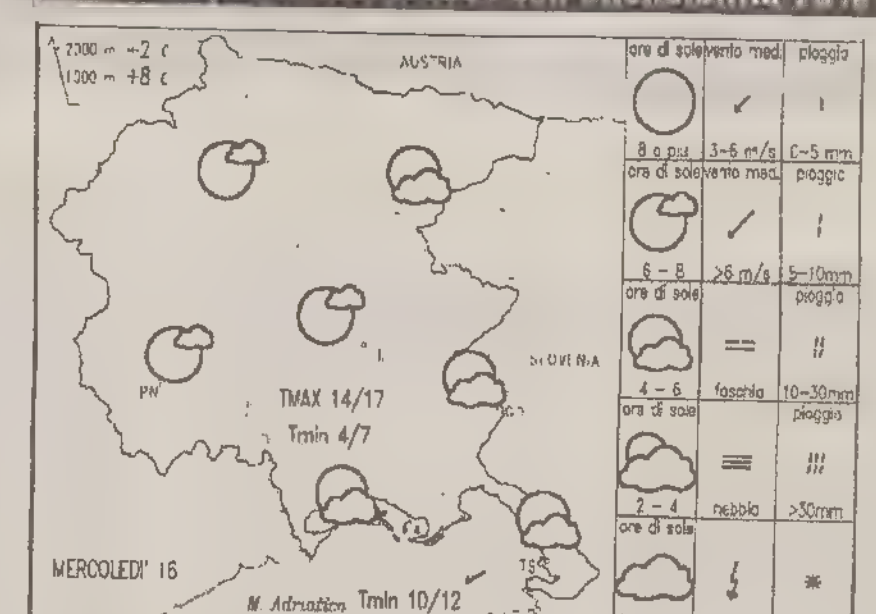 2000 m +2 c
1000 m +8 c
AUSTRIA
SLOVENIA
PN
TMAX 14/17
Tmin 4/7
MERCOLEDI' 16
M. Adriatico Tmin 10/12
TS
ore di sole vento med. pioggia
8 o piu 3-6 m/s 0-5 mm
ore di sole vento med. pioggia
6 - 8 >6 m/s 5-10mm
ore di sole pioggia
4 - 6 foschia 10-30mm
ore di sole pioggia
2 - 4 nebbia >30mm
ore di sole